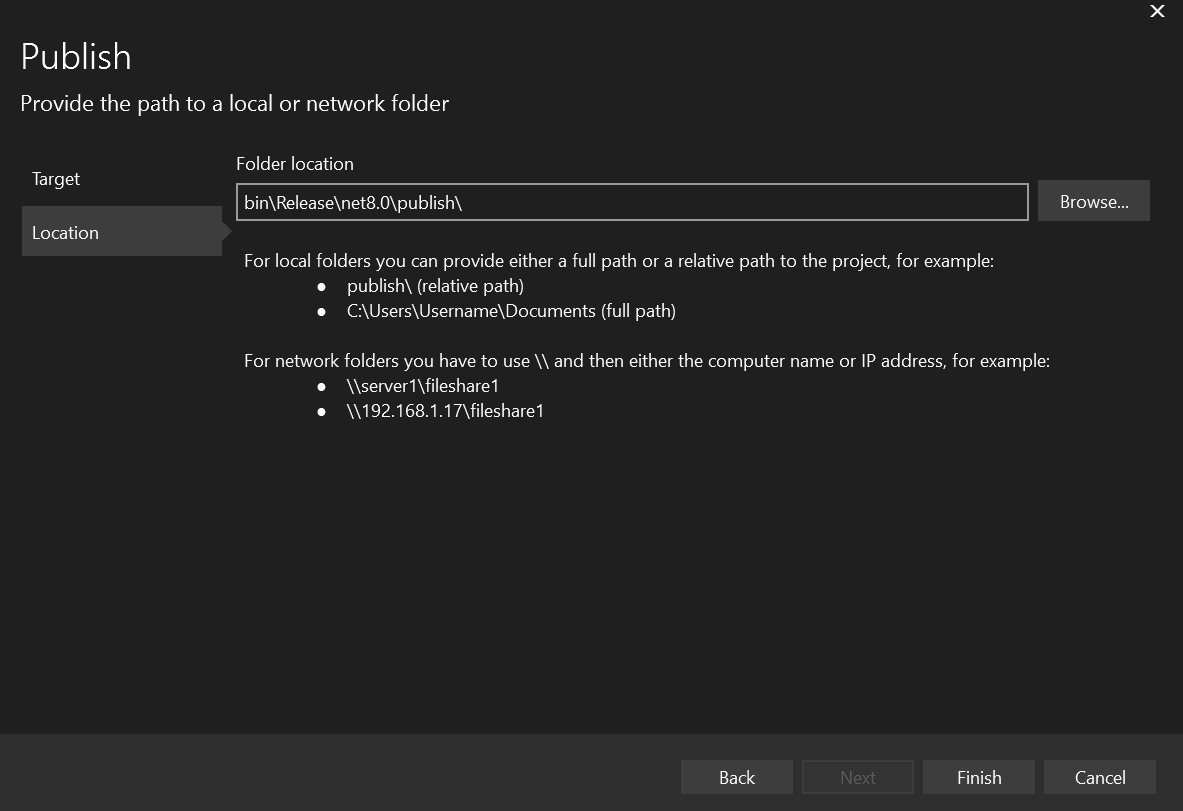 Publish
Provide the path to a local or network folder
Target
Location
Folder location
bin\Release\net8.0\publish\
Browse...
For local folders you can provide either a full path or a relative path to the project, for example:
● publish\ (relative path)
● C:\Users\Username\Documents (full path)
For network folders you have to use \\ and then either the computer name or IP address, for example:
● \\server1\fileshare1
● \\192.168.1.17\fileshare1
Back
Next
Finish
Cancel